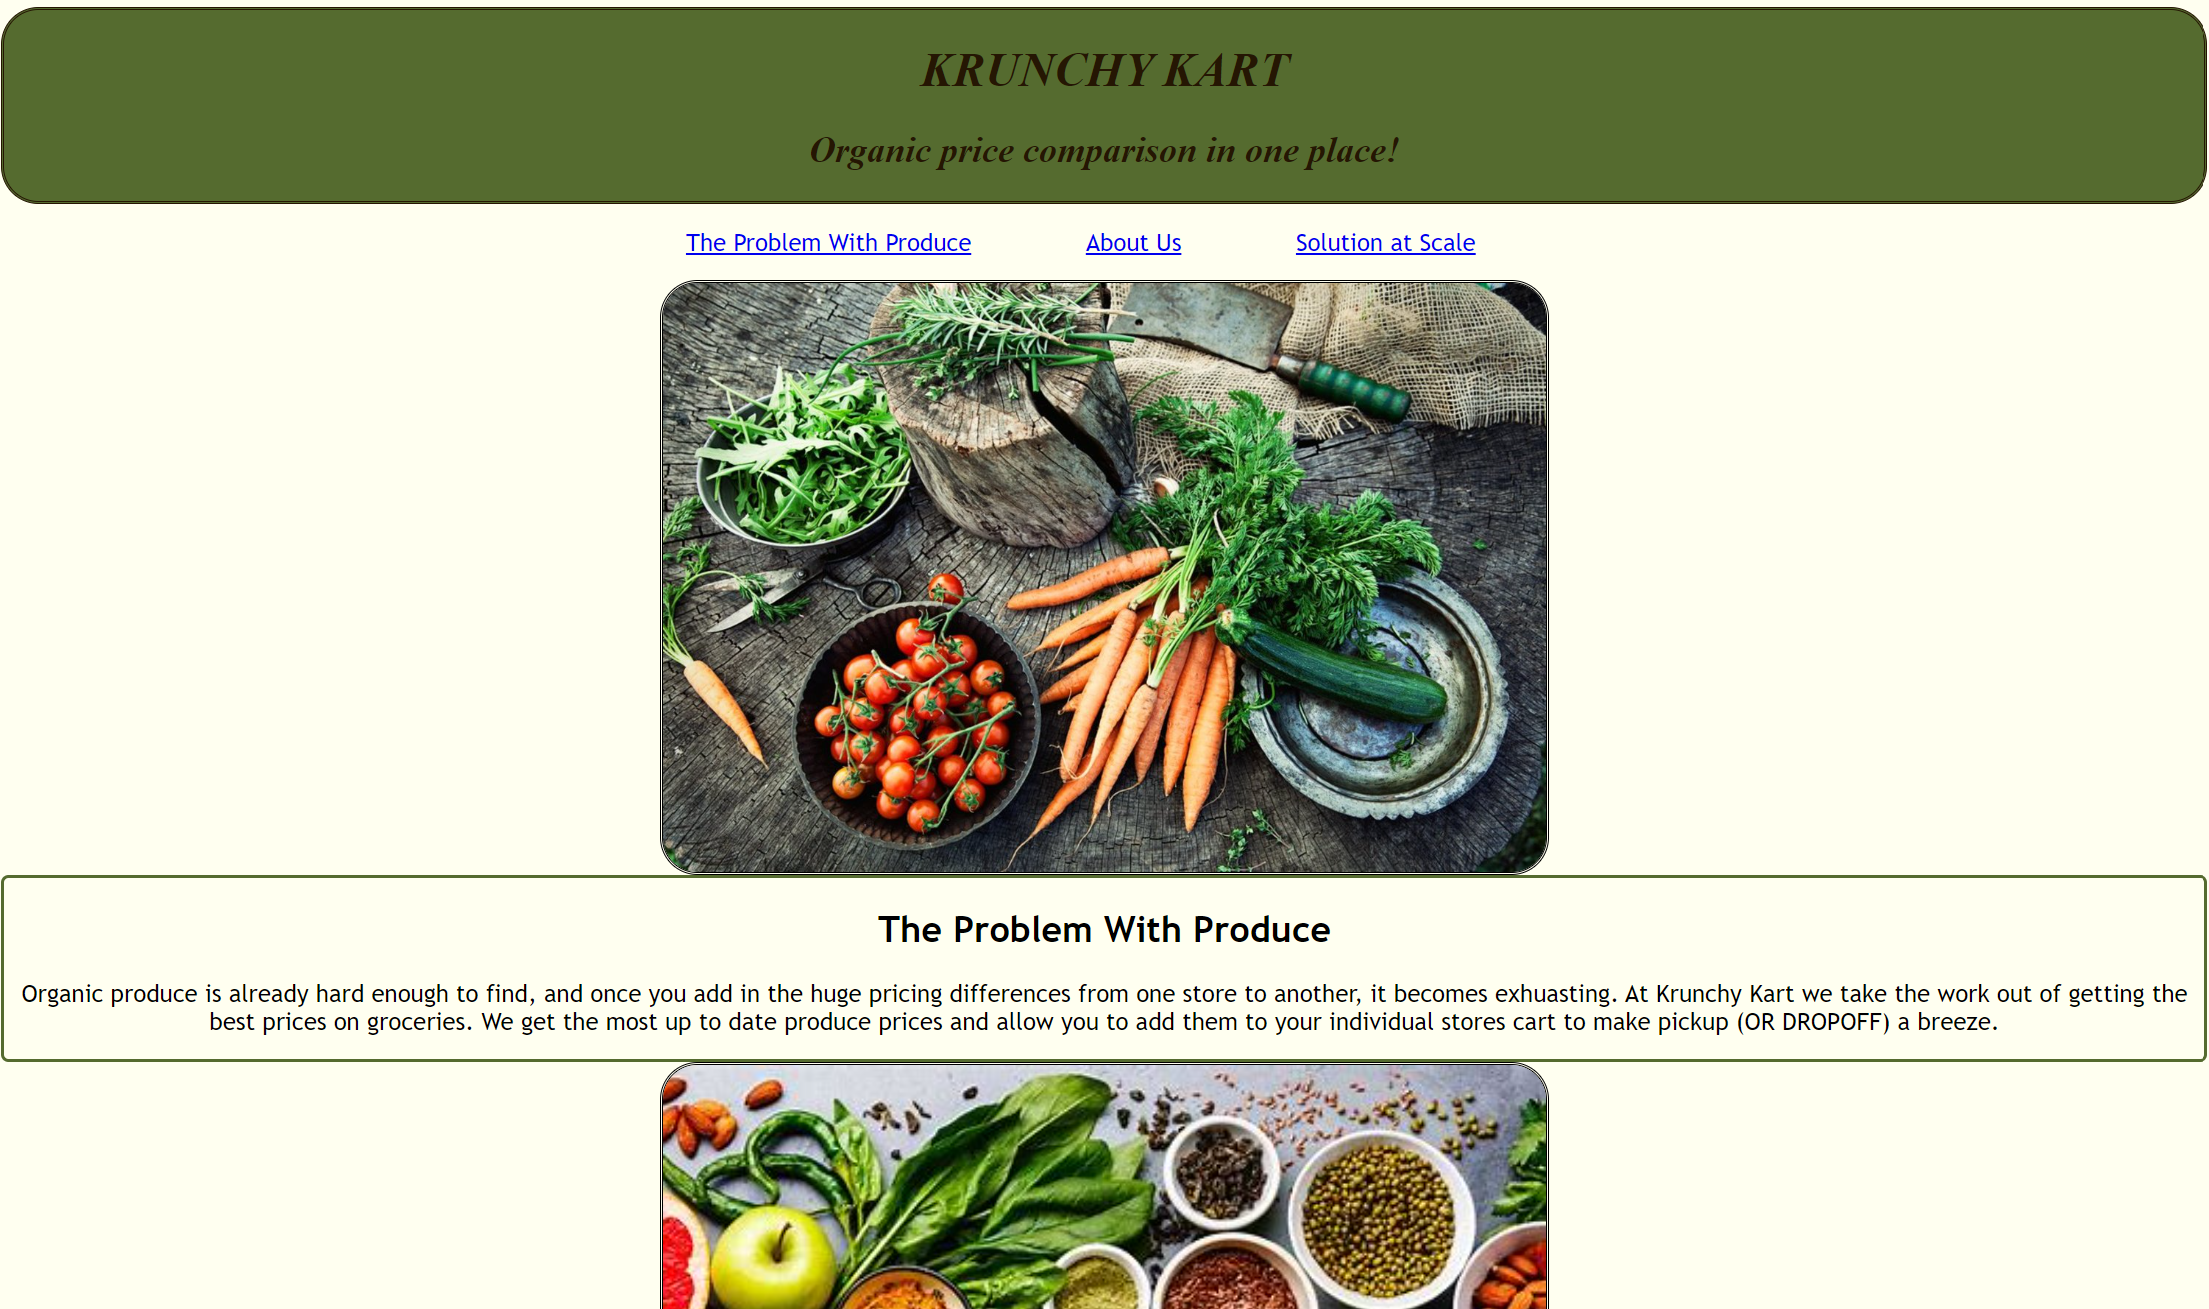 KRUNCHY KART
Organic price comparison in one place!
The Problem With Produce About Us Solution at Scale
The Problem With Produce
Organic produce is already hard enough to find, and once you add in the huge pricing differences from one store to another, it becomes exhuasting. At Krunchy Kart we take the work out of getting the
best prices on groceries. We get the most up to date produce prices and allow you to add them to your individual stores cart to make pickup (OR DROPOFF) a breeze.